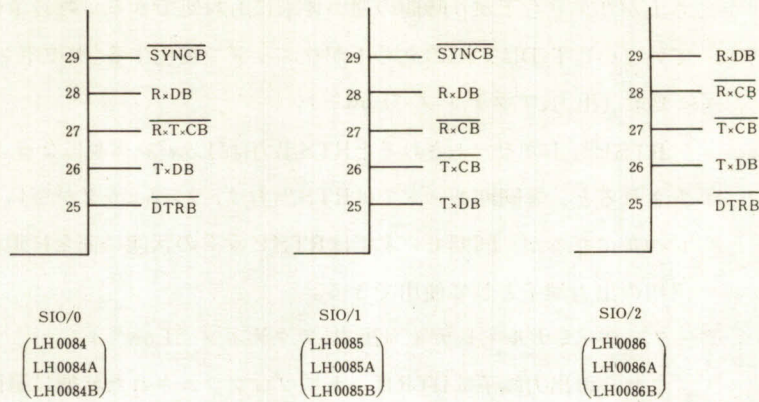 29 SYNCB
28 RxDB
27 RxTxCB
26 TxDB
25 DTRB
SIO/0
LH0084
LH0084A
LH0084B
29 SYNCB
28 RxDB
27 RxCB
26 TxCB
25 TxDB
SIO/1
LH0085
LH0085A
LH0085B
29 RxDB
28 RxCB
27 TxCB
26 TxDB
25 DTRB
SIO/2
LH0086
LH0086A
LH0086B